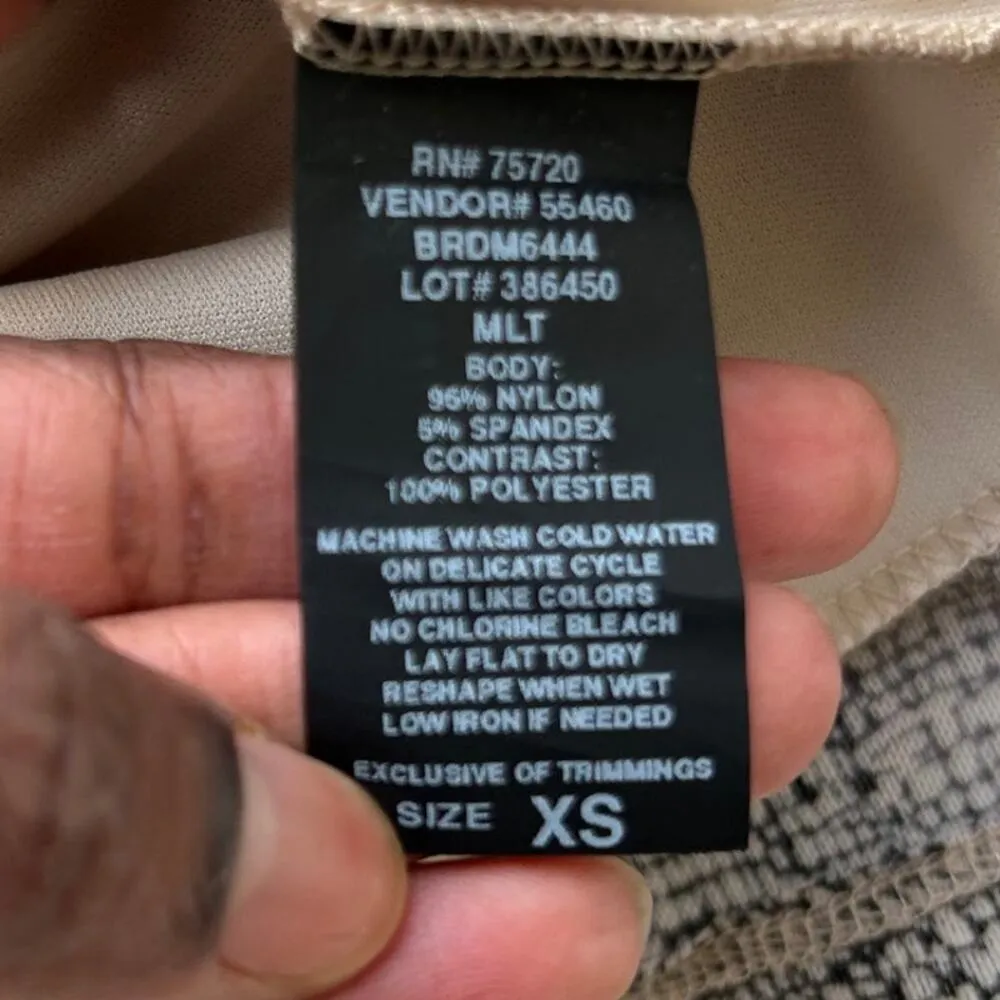 RN# 75720
VENDOR# 55460
BRDM6444
LOT# 386450
MLT
BODY:
95% NYLON
5% SPANDEX
CONTRAST:
100% POLYESTER
MACHINE WASH COLD WATER
ON DELICATE CYCLE
WITH LIKE COLORS
NO CHLORINE BLEACH
LAY FLAT TO DRY
RESHAPE WHEN WET
LOW IRON IF NEEDED
EXCLUSIVE OF TRIMMINGS
SIZE XS